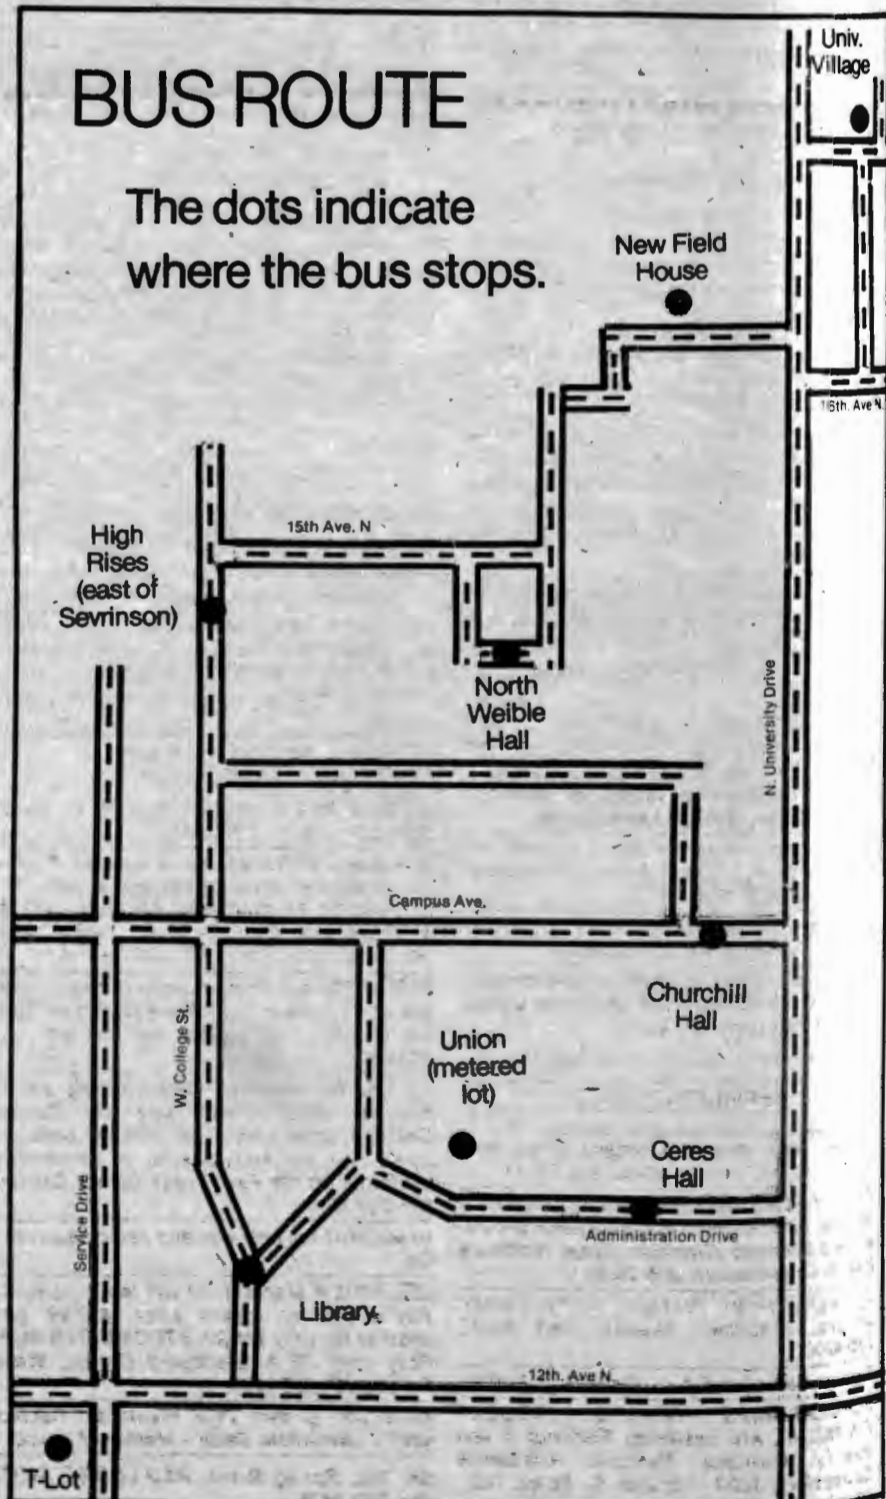 BUS ROUTE
The dots indicate
where the bus stops.
Univ.
Village
New Field
House
16th. Ave N.
15th Ave. N
High
Rises
(east of
Sevrinson)
North
Weible
Hall
N. University Drive
Campus Ave.
Churchill
Hall
W. College St.
Union
(metered
lot)
Ceres
Hall
Service Drive
Administration Drive
Library
12th. Ave N.
T-Lot